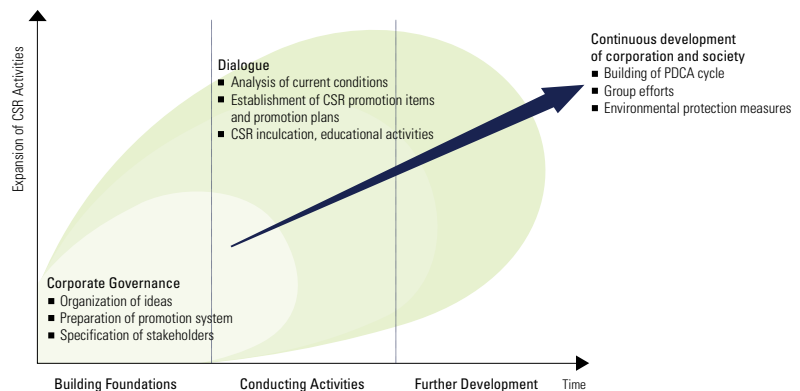 Expansion of CSR Activities
Dialogue
■ Analysis of current conditions
■ Establishment of CSR promotion items
and promotion plans
■ CSR inculcation, educational activities
Continuous development
of corporation and society
■ Building of PDCA cycle
■ Group efforts
■ Environmental protection measures
Corporate Governance
■ Organization of ideas
■ Preparation of promotion system
■ Specification of stakeholders
Building Foundations
Conducting Activities
Further Development
Time